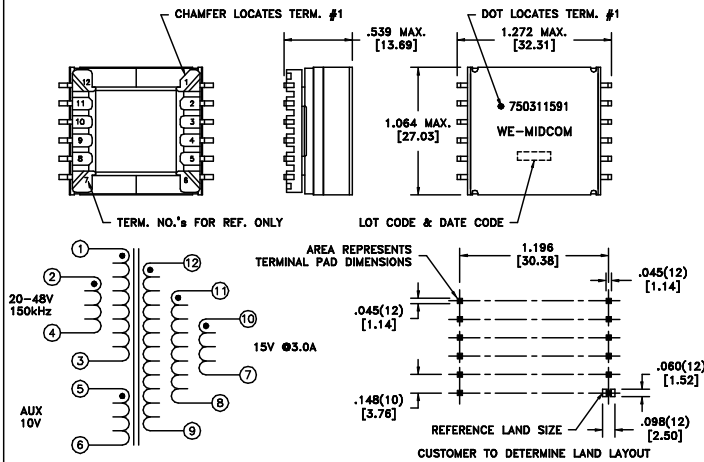 CHAMFER LOCATES TERM. #1
.539 MAX.
[13.69]
DOT LOCATES TERM. #1
1.272 MAX.
[32.31]
12
1
11
2
10
3
9
4
8
5
7
6
1.064 MAX.
[27.03]
750311591
WE-MIDCOM
TERM. NO.'s FOR REF. ONLY
LOT CODE & DATE CODE
1
2
20-48V
150kHz
4
3
5
AUX
10V
6
12
11
10
15V @3.0A
7
8
9
AREA REPRESENTS
TERMINAL PAD DIMENSIONS
1.196
[30.38]
.045(12)
[1.14]
.045(12)
[1.14]
.060(12)
[1.52]
.148(10)
[3.76]
.098(12)
[2.50]
REFERENCE LAND SIZE
CUSTOMER TO DETERMINE LAND LAYOUT